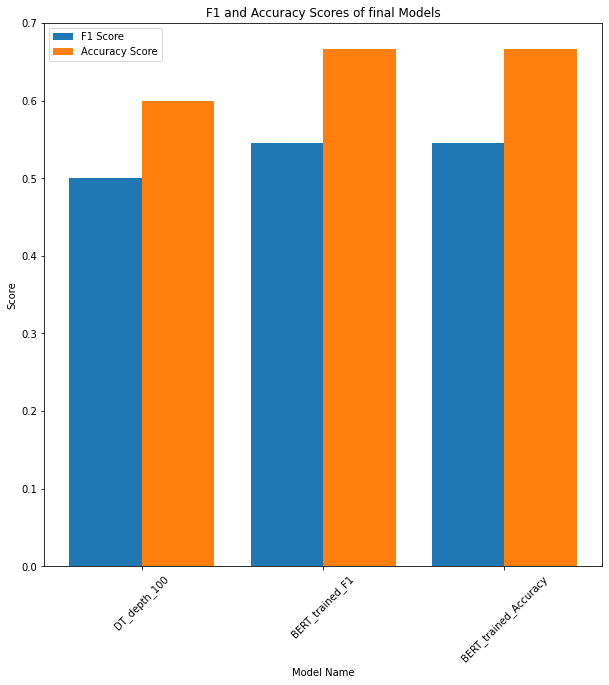 F1 and Accuracy Scores of final Models
F1 Score
Accuracy Score
0.7
0.6
0.5
0.4
0.3
0.2
0.1
0.0
Score
DT_depth_100
BERT_trained_F1
BERT_trained_Accuracy
Model Name